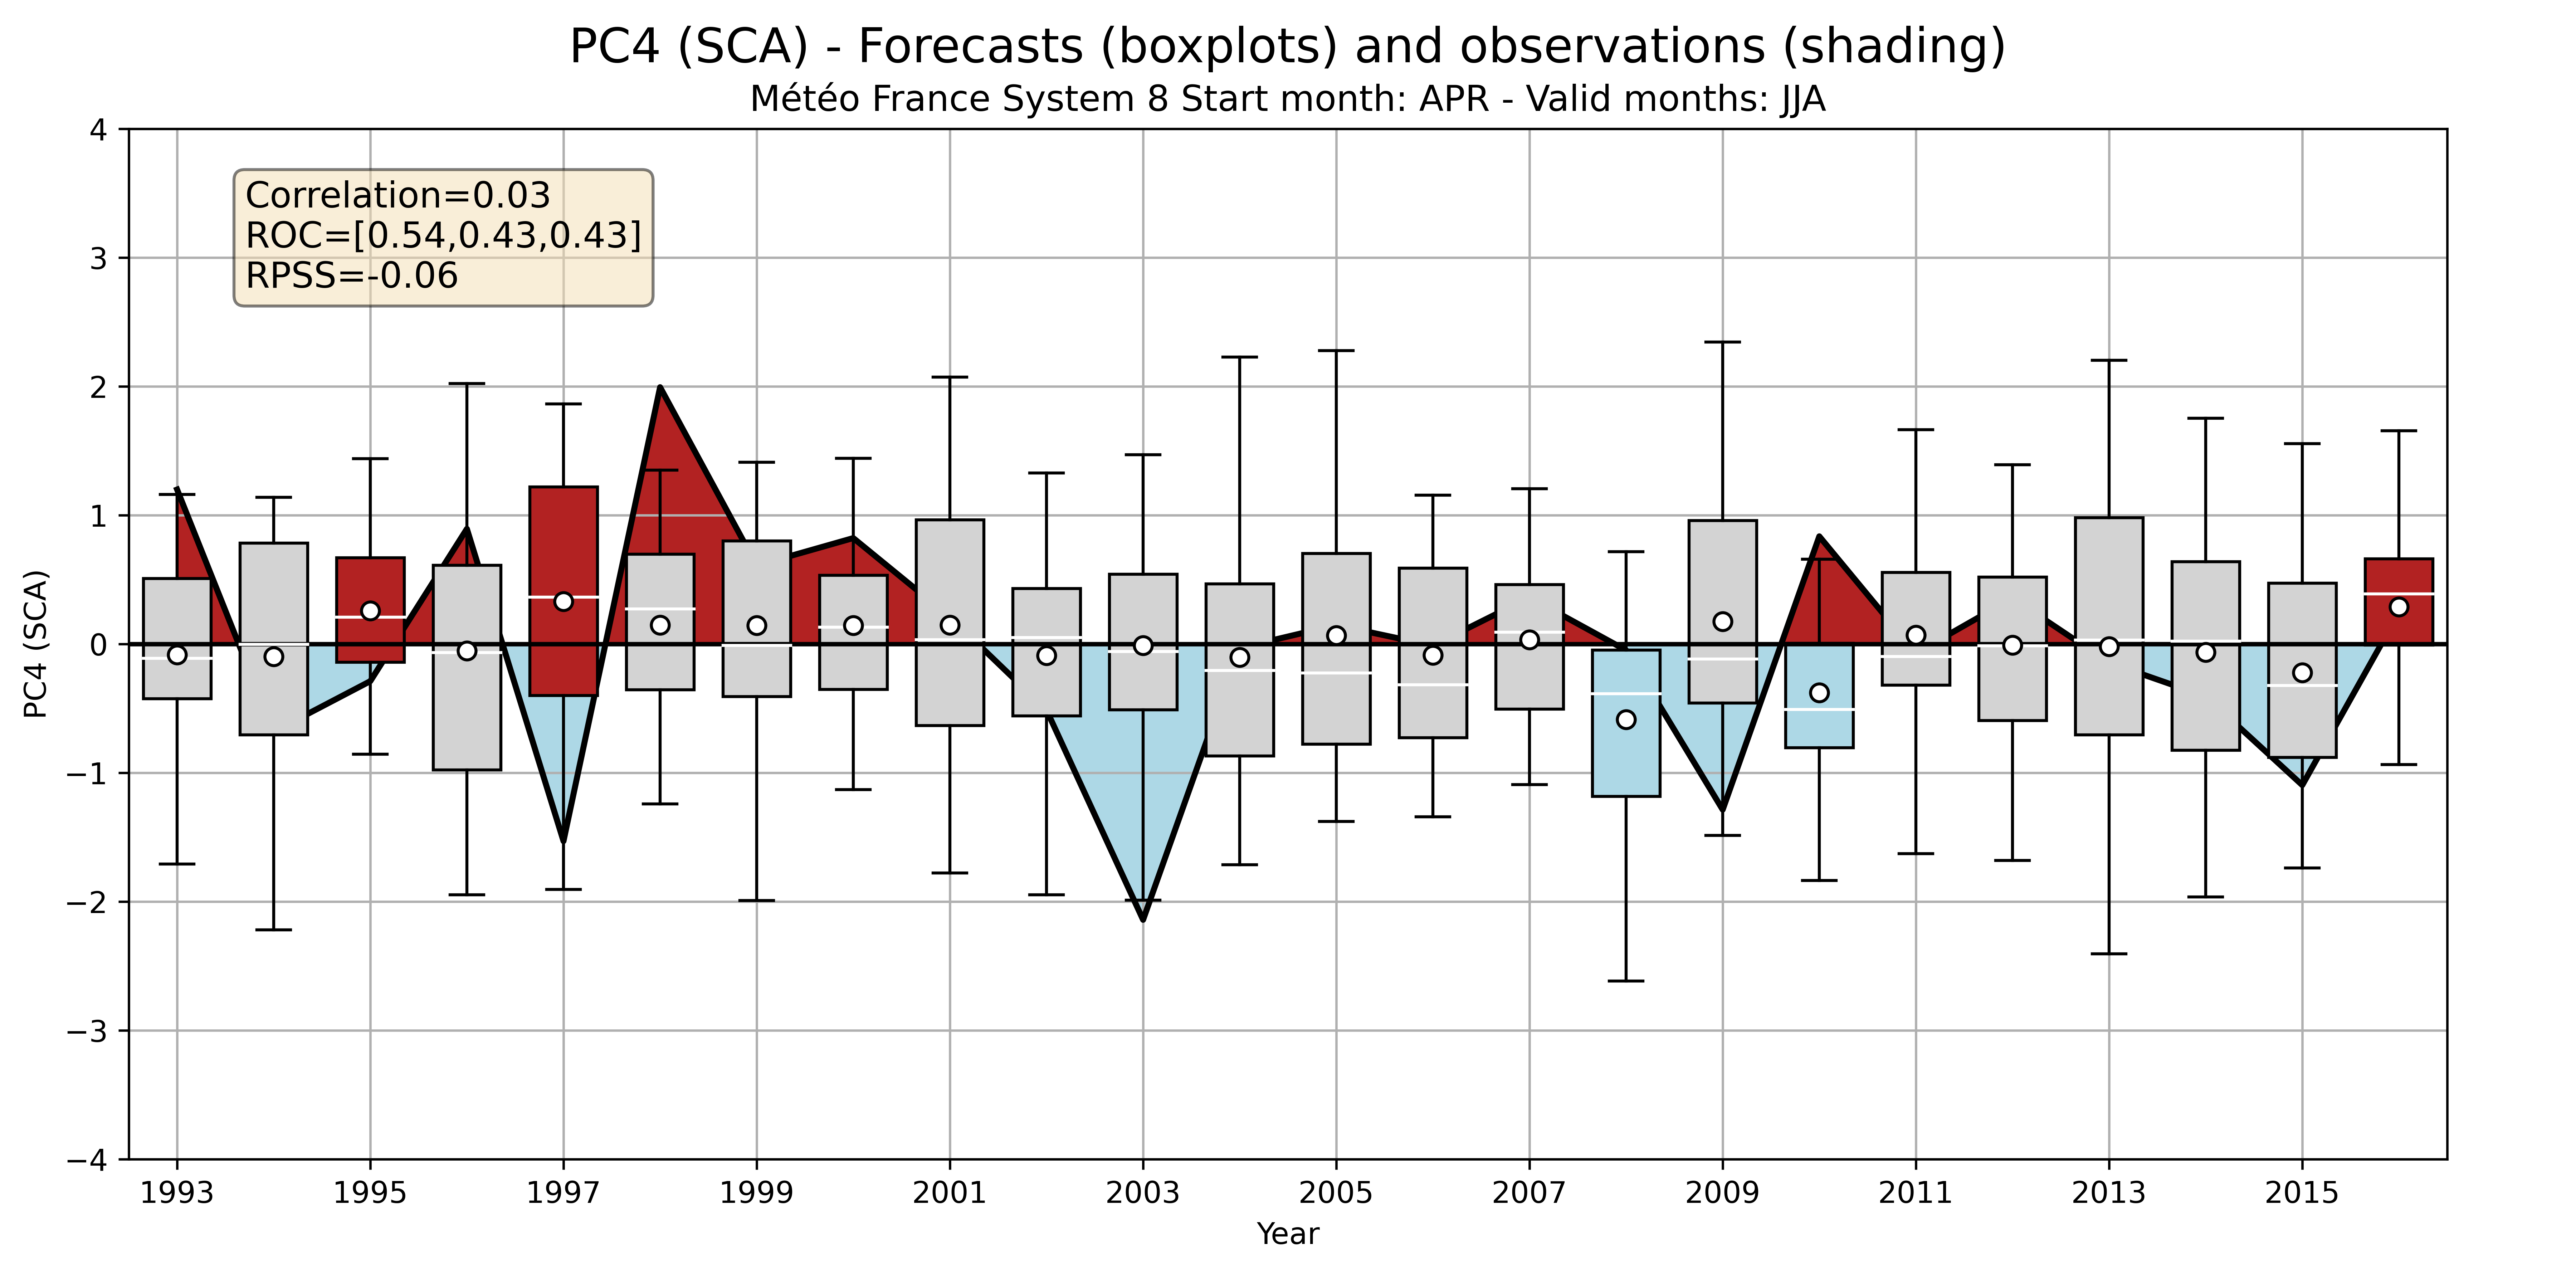 PC4 (SCA) - Forecasts (boxplots) and observations (shading)
Météo France System 8 Start month: APR - Valid months: JJA
Correlation=0.03
ROC=[0.54,0.43,0.43]
RPSS=-0.06
PC4 (SCA)
4
3
2
1
0
−1
−2
−3
−4
1993 1995 1997 1999 2001 2003 2005 2007 2009 2011 2013 2015
Year